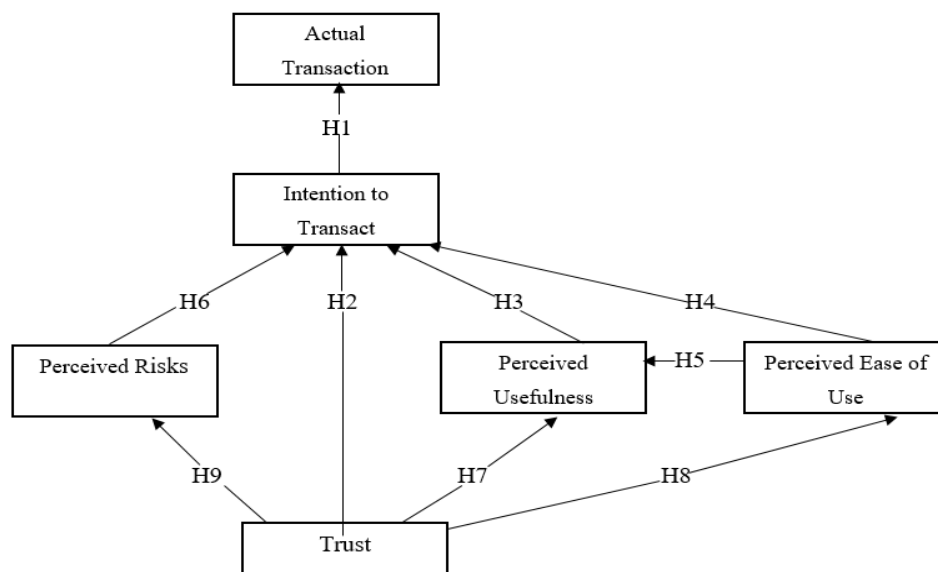 Actual
Transaction
H1
Intention to
Transact
H6
H2
H3
H4
Perceived Risks
Perceived
Usefulness
H5
Perceived Ease of
Use
H9
H7
H8
Trust